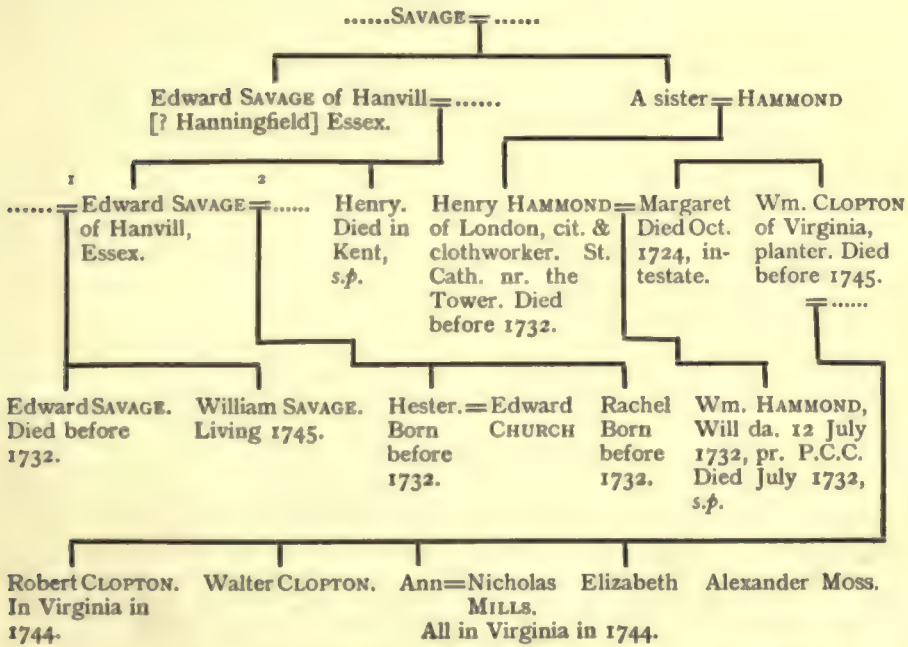 ......SAVAGE = ......
Edward SAVAGE of Hanvill = ......
[? Hanningfield] Essex.
A sister = HAMMOND
1
2
...... = Edward SAVAGE = ......
of Hanvill,
Essex.
Henry.
Died in
Kent,
s.p.
Henry HAMMOND =
of London, cit. &
clothworker. St.
Cath. nr. the
Tower. Died
before 1732.
Margaret
Died Oct.
1724, in-
testate.
Wm. CLOPTON
of Virginia,
planter. Died
before 1745.
= ......
Edward SAVAGE.
Died before
1732.
William SAVAGE.
Living 1745.
Hester. =
Born
before
1732.
Edward
CHURCH
Rachel
Born
before
1732.
Wm. HAMMOND,
Will da. 12 July
1732, pr. P.C.C.
Died July 1732,
s.p.
Robert CLOPTON.
In Virginia in
1744.
Walter CLOPTON.
Ann = Nicholas
MILLS.
Elizabeth
Alexander Moss.
All in Virginia in 1744.